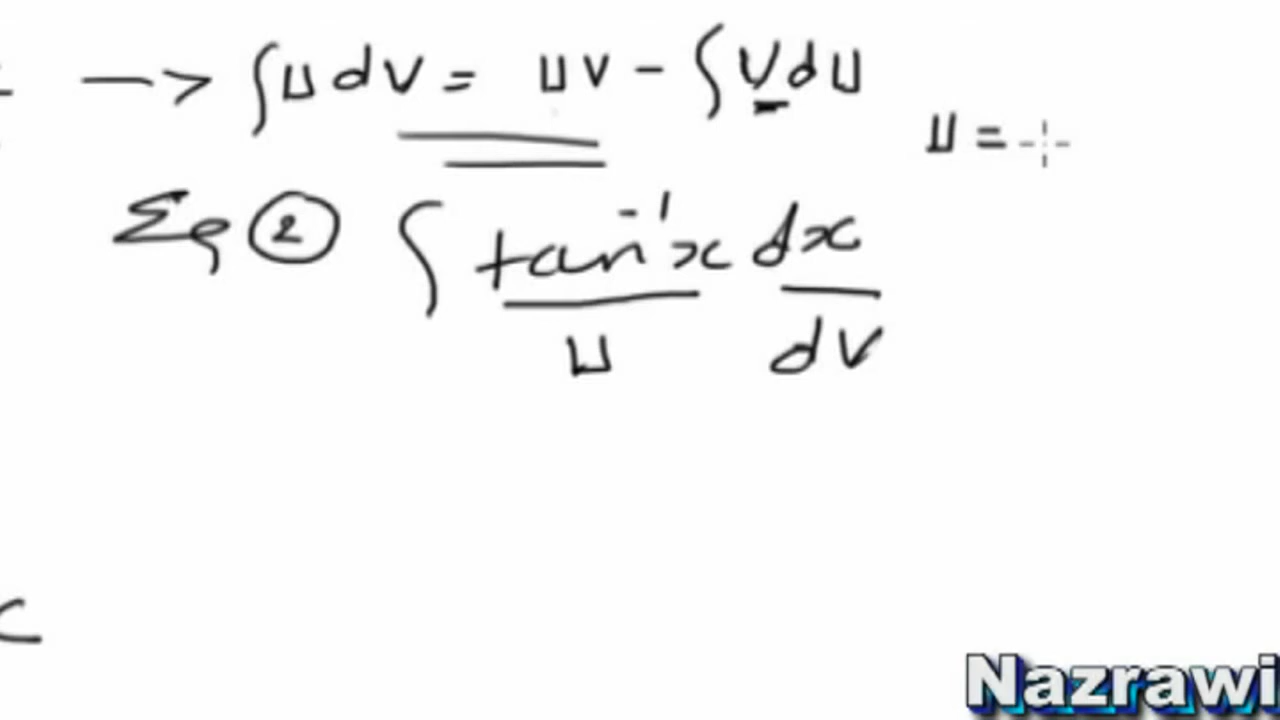 —> ∫ u dv = uv - ∫ v du
u =
Eg ② ∫ tan⁻¹x dx
u dv
c
Nazrawi